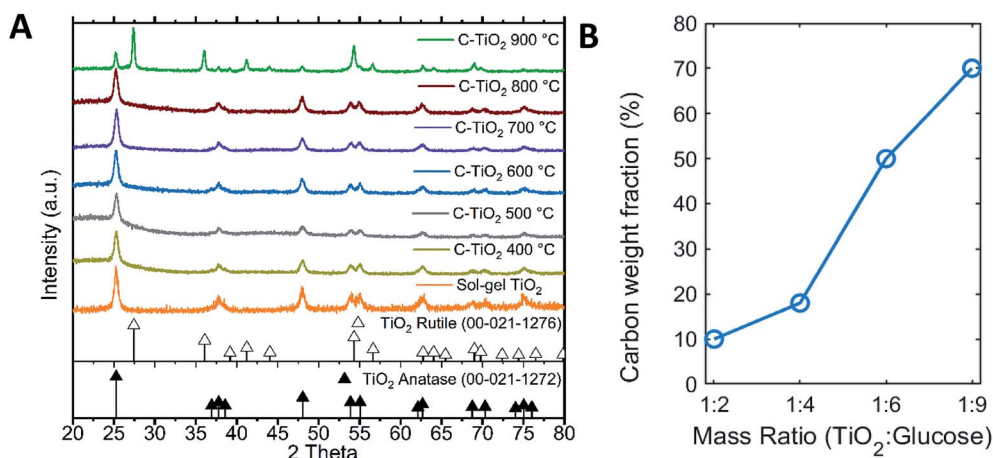 A
C-TiO₂ 900 °C
C-TiO₂ 800 °C
C-TiO₂ 700 °C
C-TiO₂ 600 °C
C-TiO₂ 500 °C
C-TiO₂ 400 °C
Sol-gel TiO₂
TiO₂ Rutile (00-021-1276)
TiO₂ Anatase (00-021-1272)
Intensity (a.u.)
20 25 30 35 40 45 50 55 60 65 70 75 80
2 Theta
B
80
70
60
50
40
30
20
10
0
Carbon weight fraction (%)
1:2 1:4 1:6 1:9
Mass Ratio (TiO₂:Glucose)